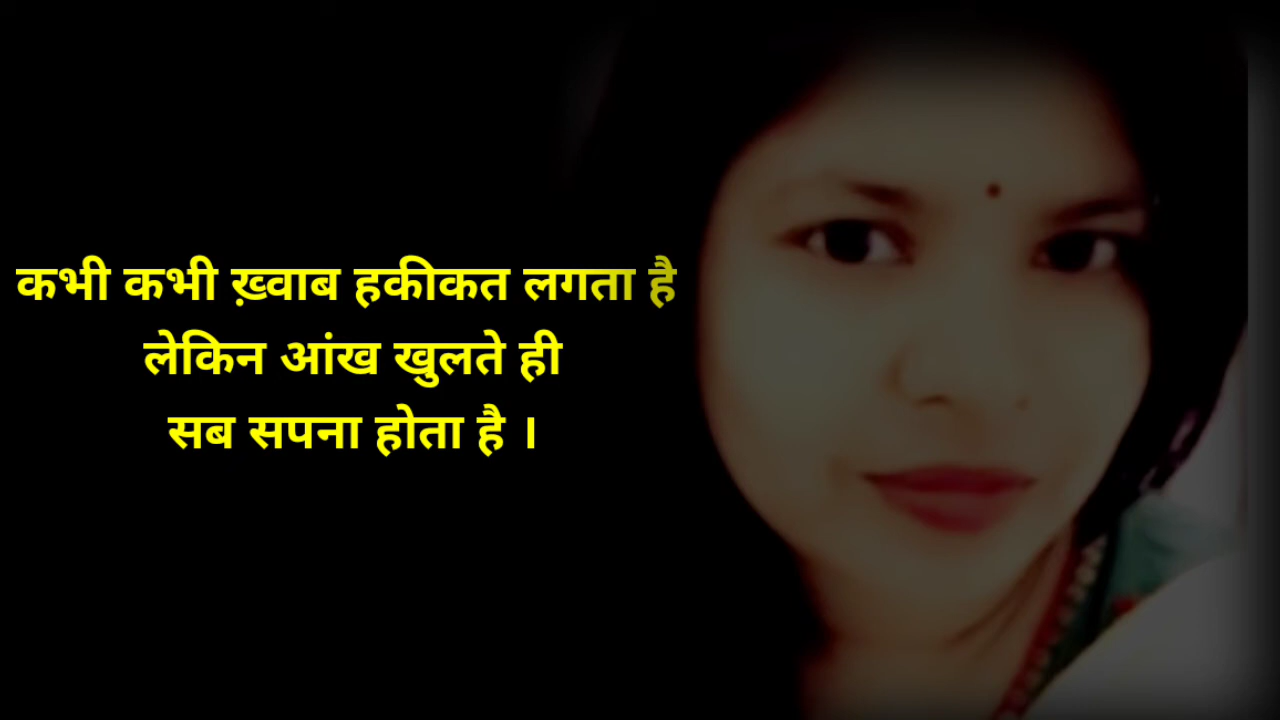 कभी कभी ख़्वाब हकीकत लगता है
लेकिन आंख खुलते ही
सब सपना होता है ।